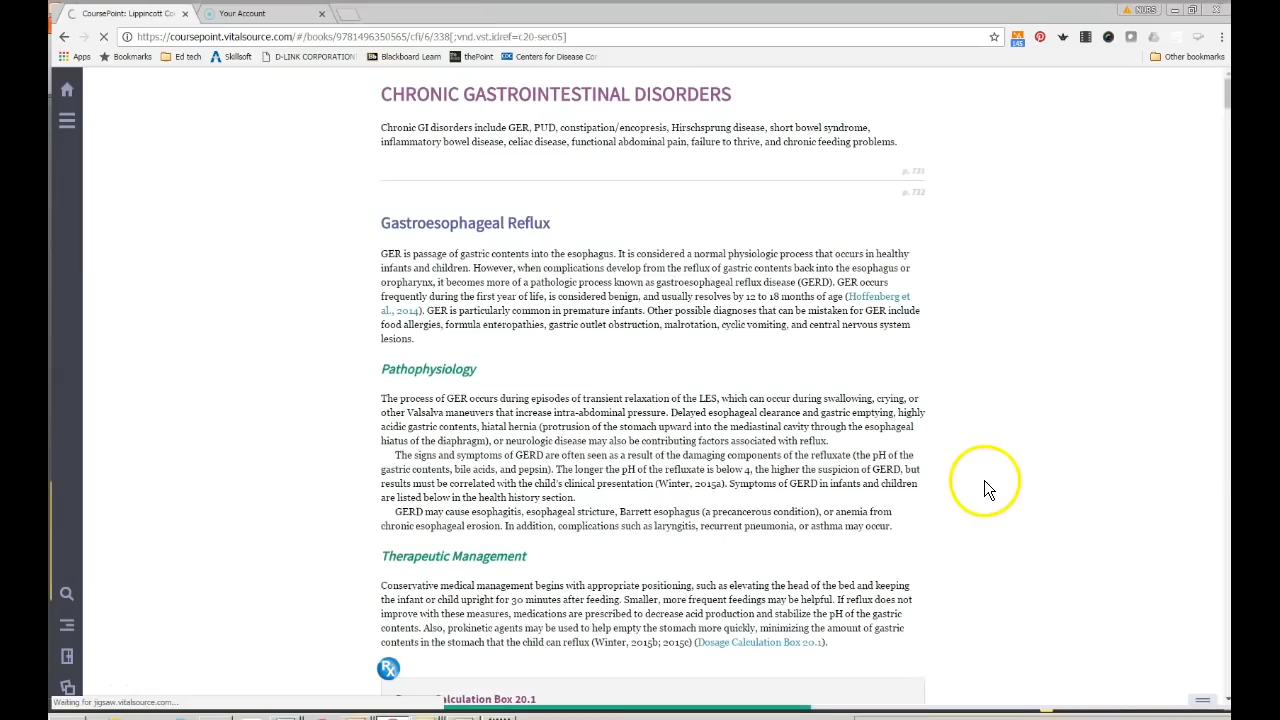 CoursePoint: Lippincott Co
Your Account
NURS
https://coursepoint.vitalsource.com/#/books/9781496350565/cfi/6/338[;vnd.vst.idref=c20-sec05]
145
Apps Bookmarks Ed tech Skillsoft D-LINK CORPORATION Blackboard Learn thePoint Centers for Disease Cor Other bookmarks
CHRONIC GASTROINTESTINAL DISORDERS
Chronic GI disorders include GER, PUD, constipation/encopresis, Hirschsprung disease, short bowel syndrome,
inflammatory bowel disease, celiac disease, functional abdominal pain, failure to thrive, and chronic feeding problems.
p. 731
p. 732
Gastroesophageal Reflux
GER is passage of gastric contents into the esophagus. It is considered a normal physiologic process that occurs in healthy
infants and children. However, when complications develop from the reflux of gastric contents back into the esophagus or
oropharynx, it becomes more of a pathologic process known as gastroesophageal reflux disease (GERD). GER occurs
frequently during the first year of life, is considered benign, and usually resolves by 12 to 18 months of age (Hoffenberg et
al., 2014). GER is particularly common in premature infants. Other possible diagnoses that can be mistaken for GER include
food allergies, formula enteropathies, gastric outlet obstruction, malrotation, cyclic vomiting, and central nervous system
lesions.
Pathophysiology
The process of GER occurs during episodes of transient relaxation of the LES, which can occur during swallowing, crying, or
other Valsalva maneuvers that increase intra-abdominal pressure. Delayed esophageal clearance and gastric emptying, highly
acidic gastric contents, hiatal hernia (protrusion of the stomach upward into the mediastinal cavity through the esophageal
hiatus of the diaphragm), or neurologic disease may also be contributing factors associated with reflux.
The signs and symptoms of GERD are often seen as a result of the damaging components of the refluxate (the pH of the
gastric contents, bile acids, and pepsin). The longer the pH of the refluxate is below 4, the higher the suspicion of GERD, but
results must be correlated with the child's clinical presentation (Winter, 2015a). Symptoms of GERD in infants and children
are listed below in the health history section.
GERD may cause esophagitis, esophageal stricture, Barrett esophagus (a precancerous condition), or anemia from
chronic esophageal erosion. In addition, complications such as laryngitis, recurrent pneumonia, or asthma may occur.
Therapeutic Management
Conservative medical management begins with appropriate positioning, such as elevating the head of the bed and keeping
the infant or child upright for 30 minutes after feeding. Smaller, more frequent feedings may be helpful. If reflux does not
improve with these measures, medications are prescribed to decrease acid production and stabilize the pH of the gastric
contents. Also, prokinetic agents may be used to help empty the stomach more quickly, minimizing the amount of gastric
contents in the stomach that the child can reflux (Winter, 2015b; 2015c) (Dosage Calculation Box 20.1).
Rx
Calculation Box 20.1
Waiting for jigsaw.vitalsource.com...